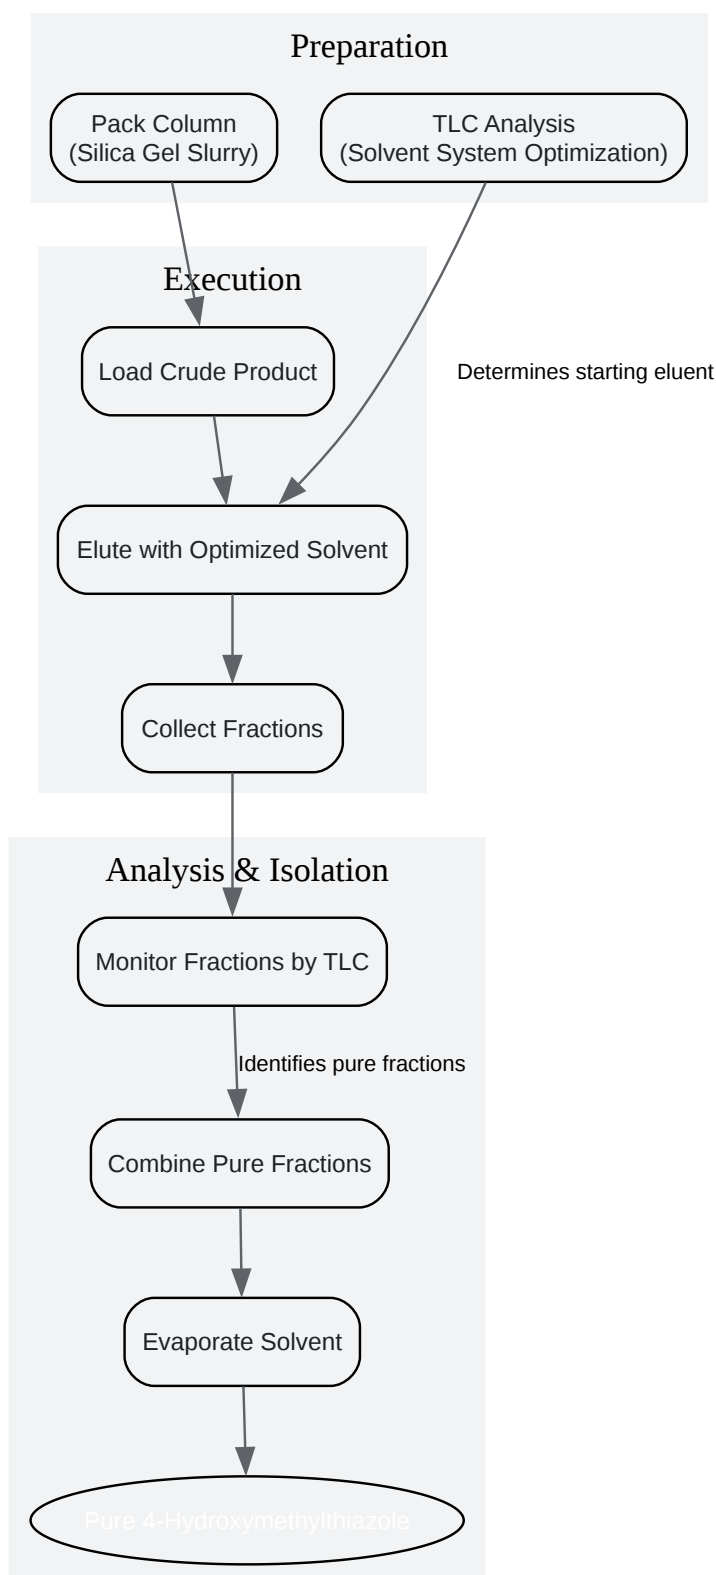 Preparation
Pack Column
(Silica Gel Slurry)
TLC Analysis
(Solvent System Optimization)
Execution
Load Crude Product
Determines starting eluent
Elute with Optimized Solvent
Collect Fractions
Analysis & Isolation
Monitor Fractions by TLC
Identifies pure fractions
Combine Pure Fractions
Evaporate Solvent
Pure 4-Hydroxymethylthiazole